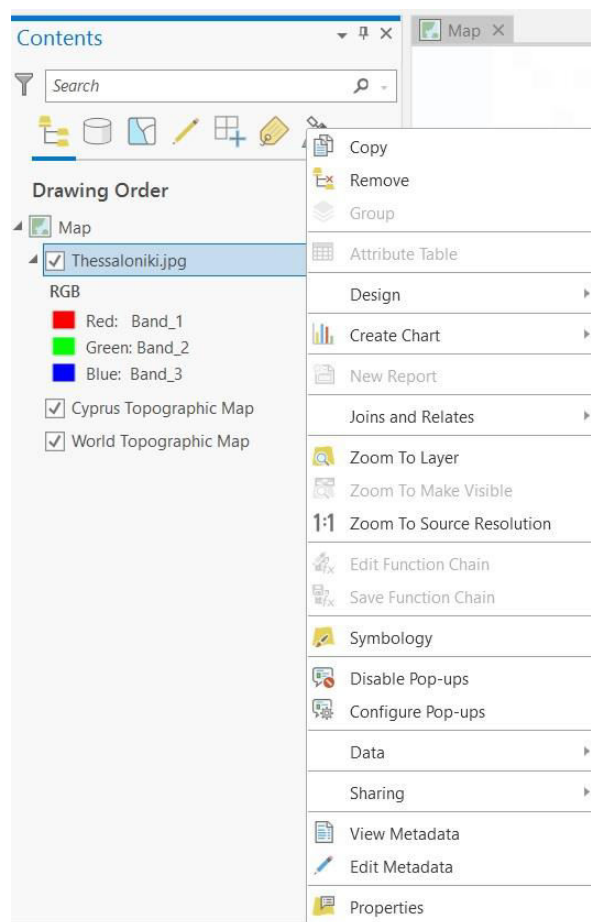 Contents
Map
Search
Drawing Order
Map
Thessaloniki.jpg
RGB
Red: Band_1
Green: Band_2
Blue: Band_3
Cyprus Topographic Map
World Topographic Map
Copy
Remove
Group
Attribute Table
Design
Create Chart
New Report
Joins and Relates
Zoom To Layer
Zoom To Make Visible
1:1 Zoom To Source Resolution
Edit Function Chain
Save Function Chain
Symbology
Disable Pop-ups
Configure Pop-ups
Data
Sharing
View Metadata
Edit Metadata
Properties